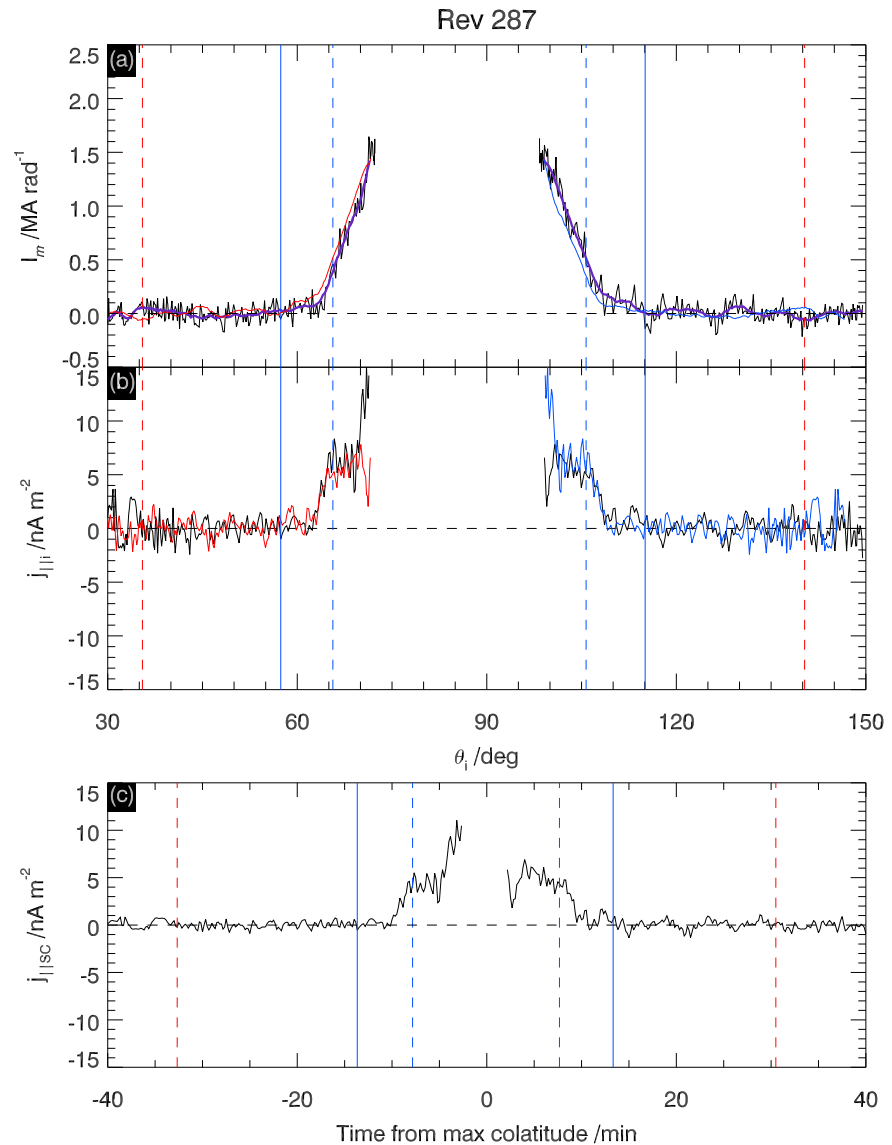 Rev 287
(a)
2.5
2.0
1.5
1.0
0.5
0.0
-0.5
I_m /MA rad⁻¹
(b)
15
10
5
0
-5
-10
-15
j_||i /nA m⁻²
30 60 90 120 150
θ_i /deg
(c)
15
10
5
0
-5
-10
-15
j_||sc /nA m⁻²
-40 -20 0 20 40
Time from max colatitude /min